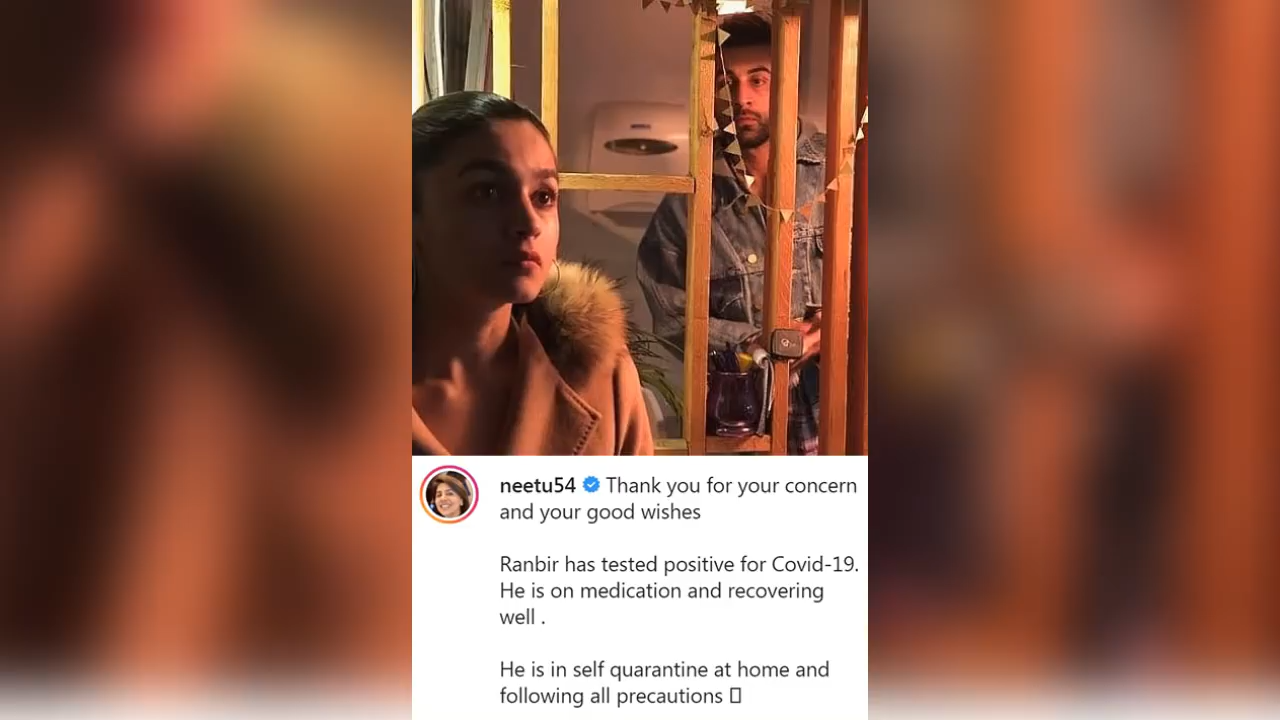 neetu54 Thank you for your concern
and your good wishes
Ranbir has tested positive for Covid-19.
He is on medication and recovering
well .
He is in self quarantine at home and
following all precautions